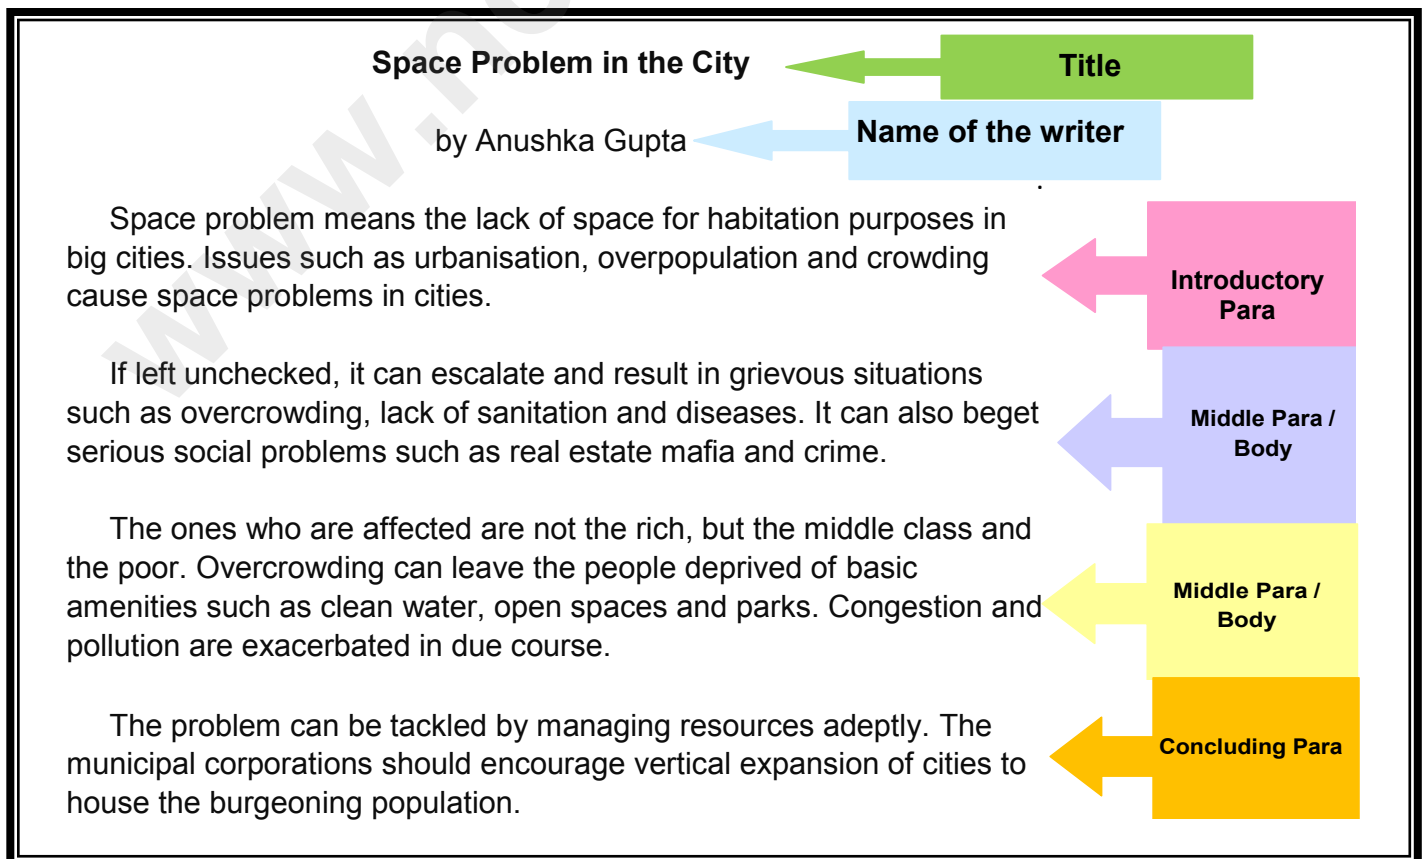 Space Problem in the City
Title
by Anushka Gupta
Name of the writer
.
Space problem means the lack of space for habitation purposes in
big cities. Issues such as urbanisation, overpopulation and crowding
cause space problems in cities.
Introductory
Para
If left unchecked, it can escalate and result in grievous situations
such as overcrowding, lack of sanitation and diseases. It can also beget
serious social problems such as real estate mafia and crime.
Middle Para /
Body
The ones who are affected are not the rich, but the middle class and
the poor. Overcrowding can leave the people deprived of basic
amenities such as clean water, open spaces and parks. Congestion and
pollution are exacerbated in due course.
Middle Para /
Body
The problem can be tackled by managing resources adeptly. The
municipal corporations should encourage vertical expansion of cities to
house the burgeoning population.
Concluding Para